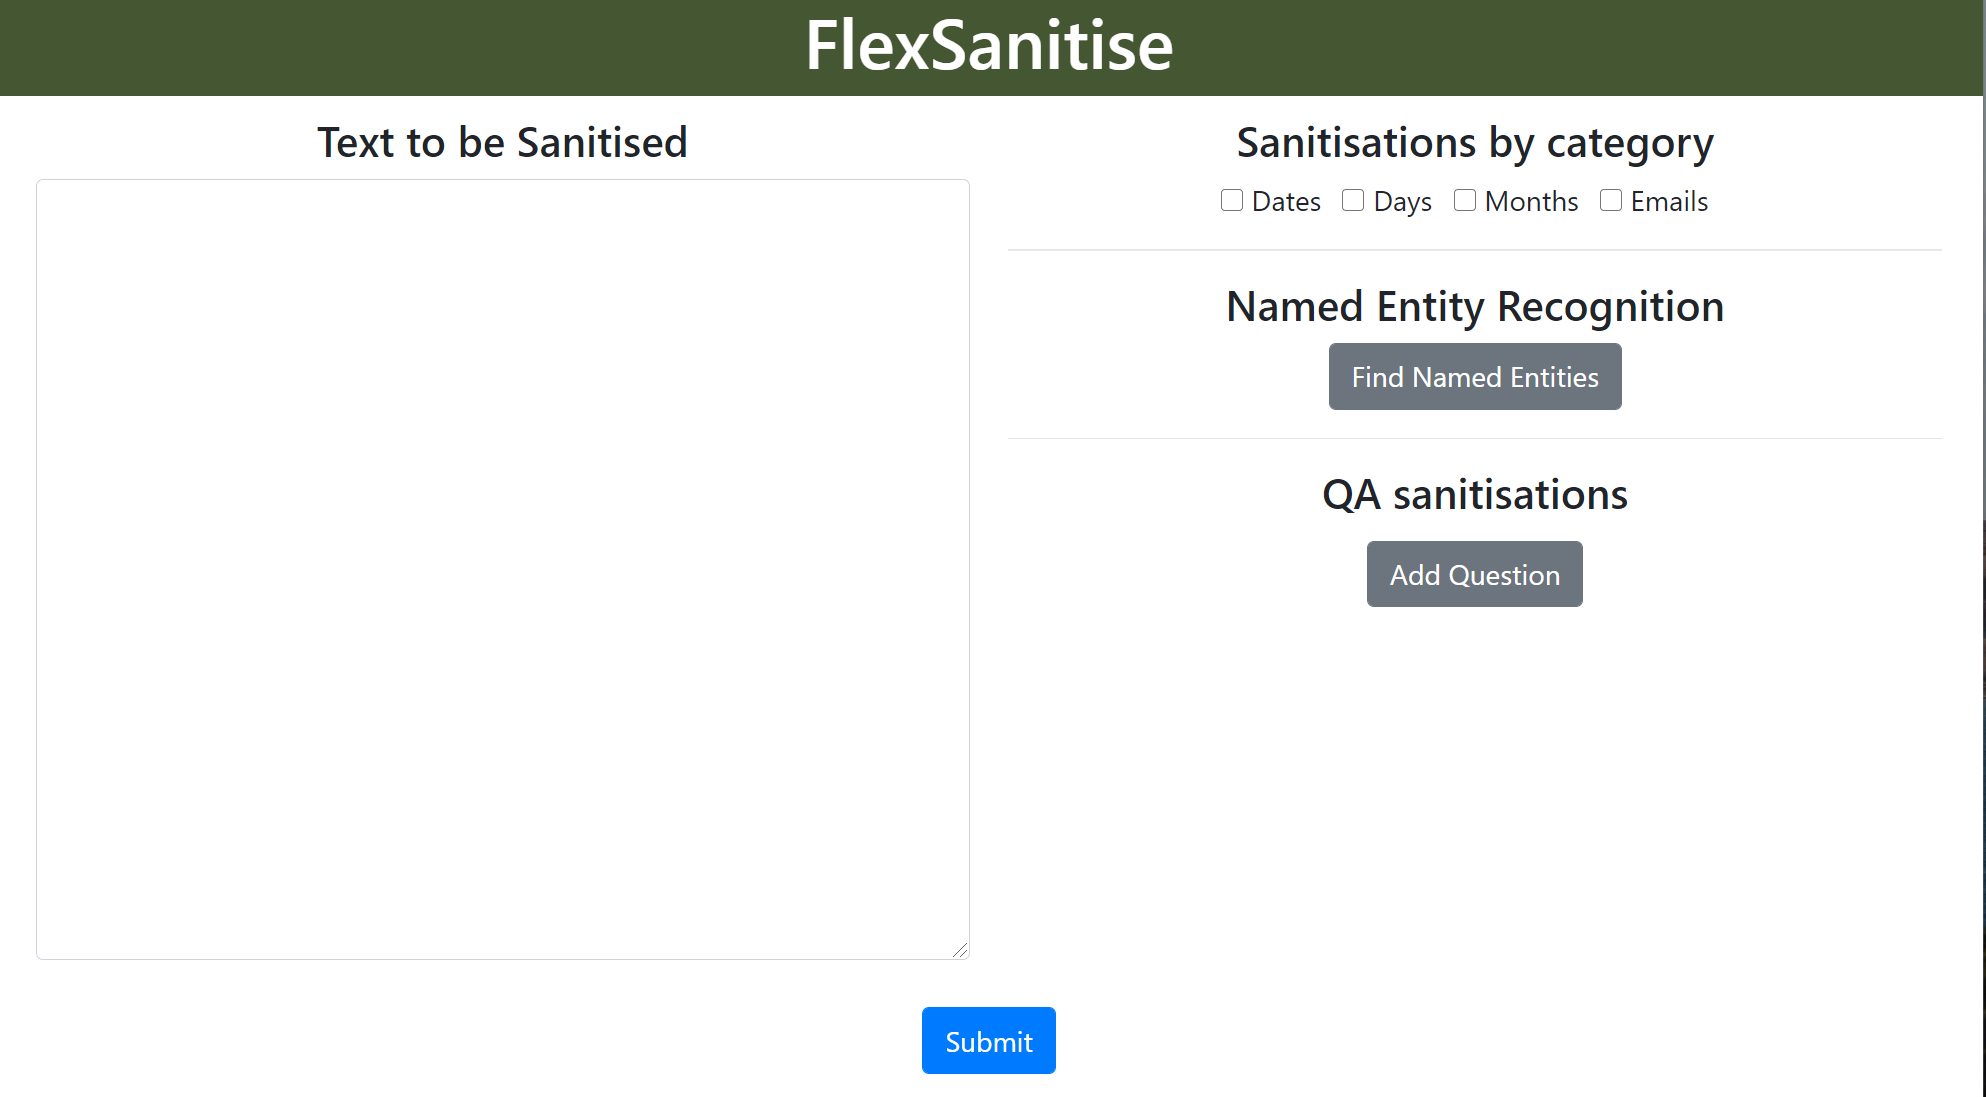 FlexSanitise
Text to be Sanitised
Sanitisations by category
Dates Days Months Emails
Named Entity Recognition
Find Named Entities
QA sanitisations
Add Question
Submit